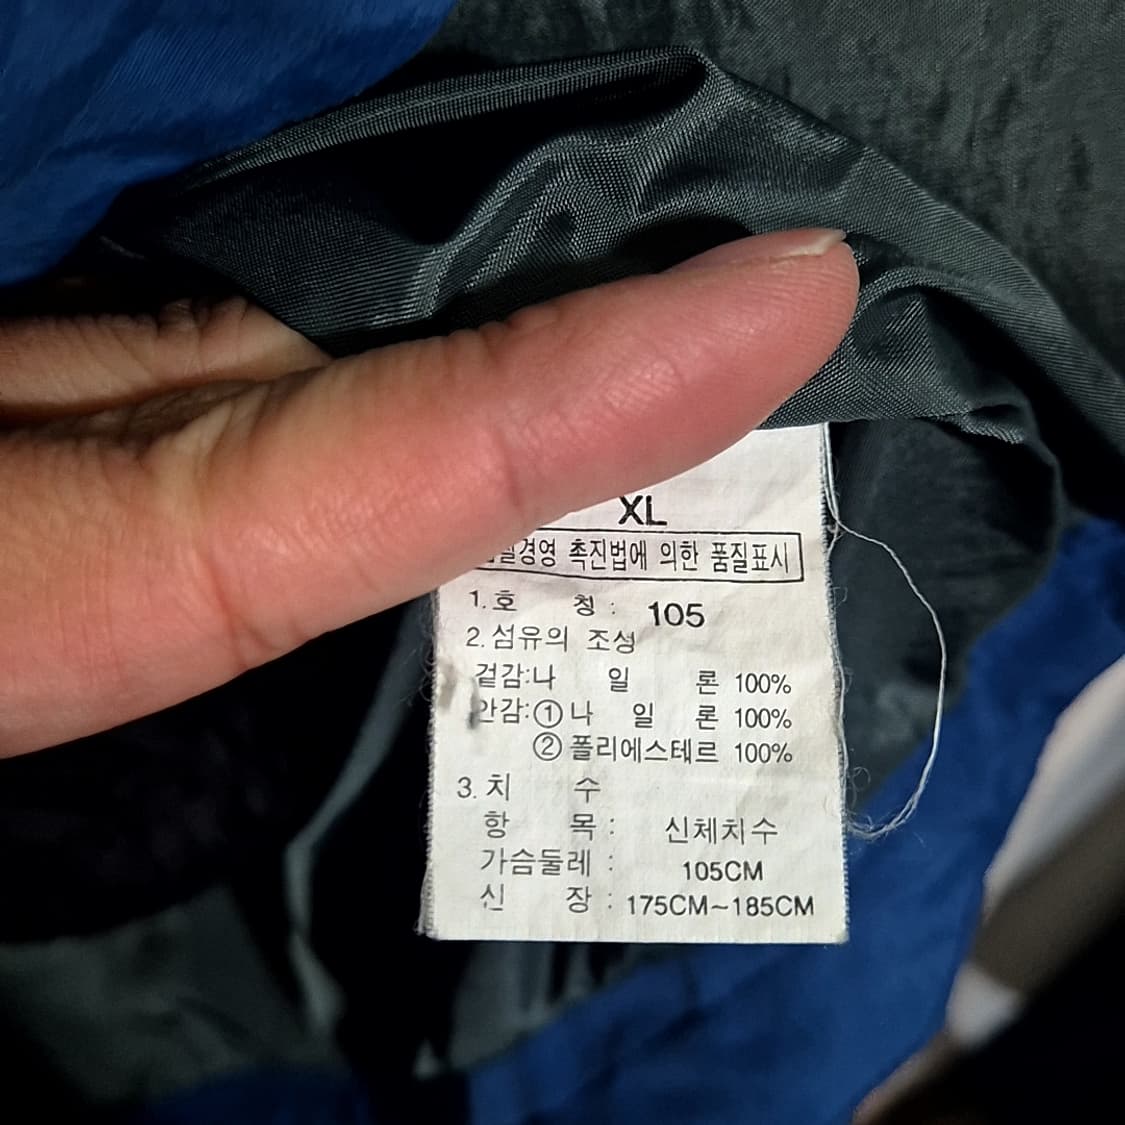 XL
경영 촉진법에 의한 품질표시
1. 호 칭 : 105
2. 섬유의 조성
겉감:나 일 론 100%
안감:① 나 일 론 100%
② 폴리에스테르 100%
3. 치 수
항 목 : 신체치수
가슴둘레 : 105CM
신 장 : 175CM~185CM